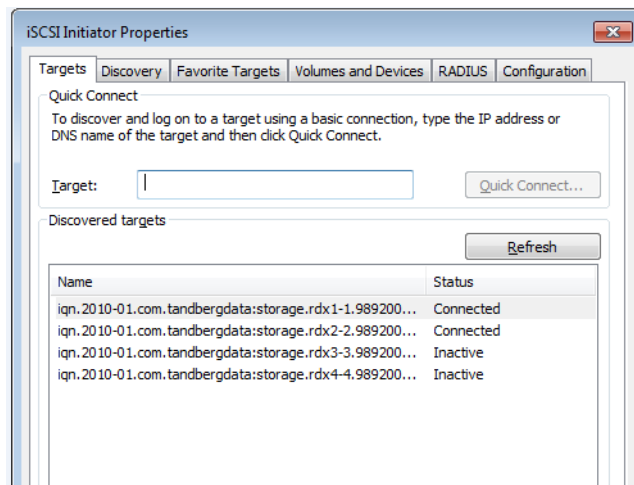 iSCSI Initiator Properties
Targets Discovery Favorite Targets Volumes and Devices RADIUS Configuration
Quick Connect
To discover and log on to a target using a basic connection, type the IP address or
DNS name of the target and then click Quick Connect.
Target: Quick Connect...
Discovered targets
Refresh
Name Status
iqn.2010-01.com.tandbergdata:storage.rdx1-1.989200... Connected
iqn.2010-01.com.tandbergdata:storage.rdx2-2.989200... Connected
iqn.2010-01.com.tandbergdata:storage.rdx3-3.989200... Inactive
iqn.2010-01.com.tandbergdata:storage.rdx4-4.989200... Inactive